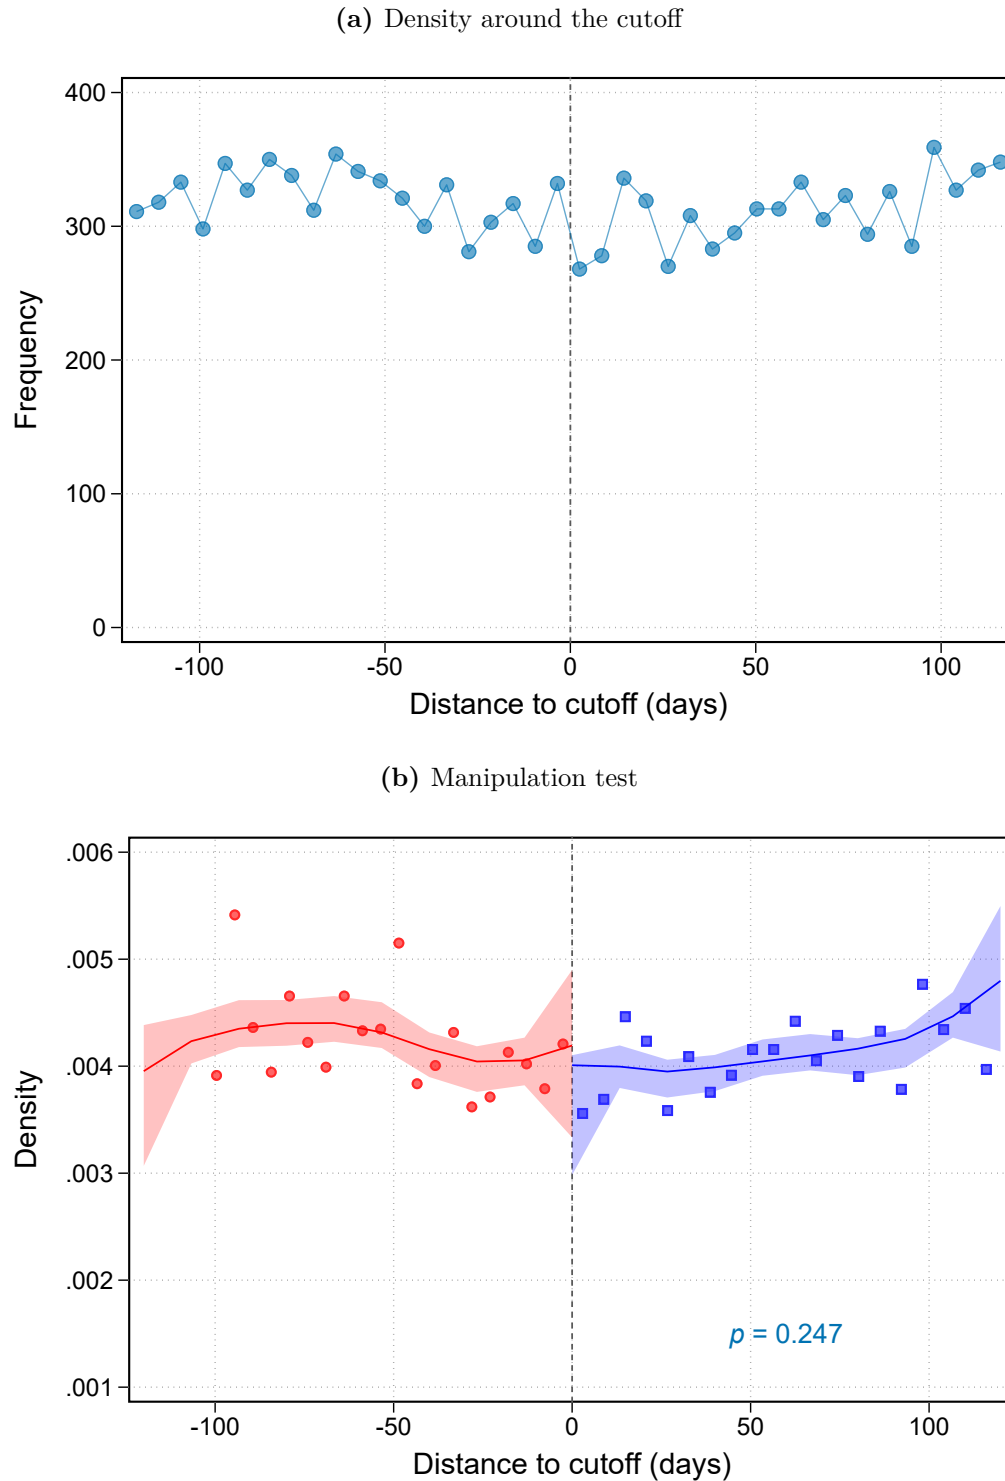 (a) Density around the cutoff
400
300
200
100
0
Frequency
-100 -50 0 50 100
Distance to cutoff (days)
(b) Manipulation test
.006
.005
.004
.003
.002
.001
Density
p = 0.247
-100 -50 0 50 100
Distance to cutoff (days)